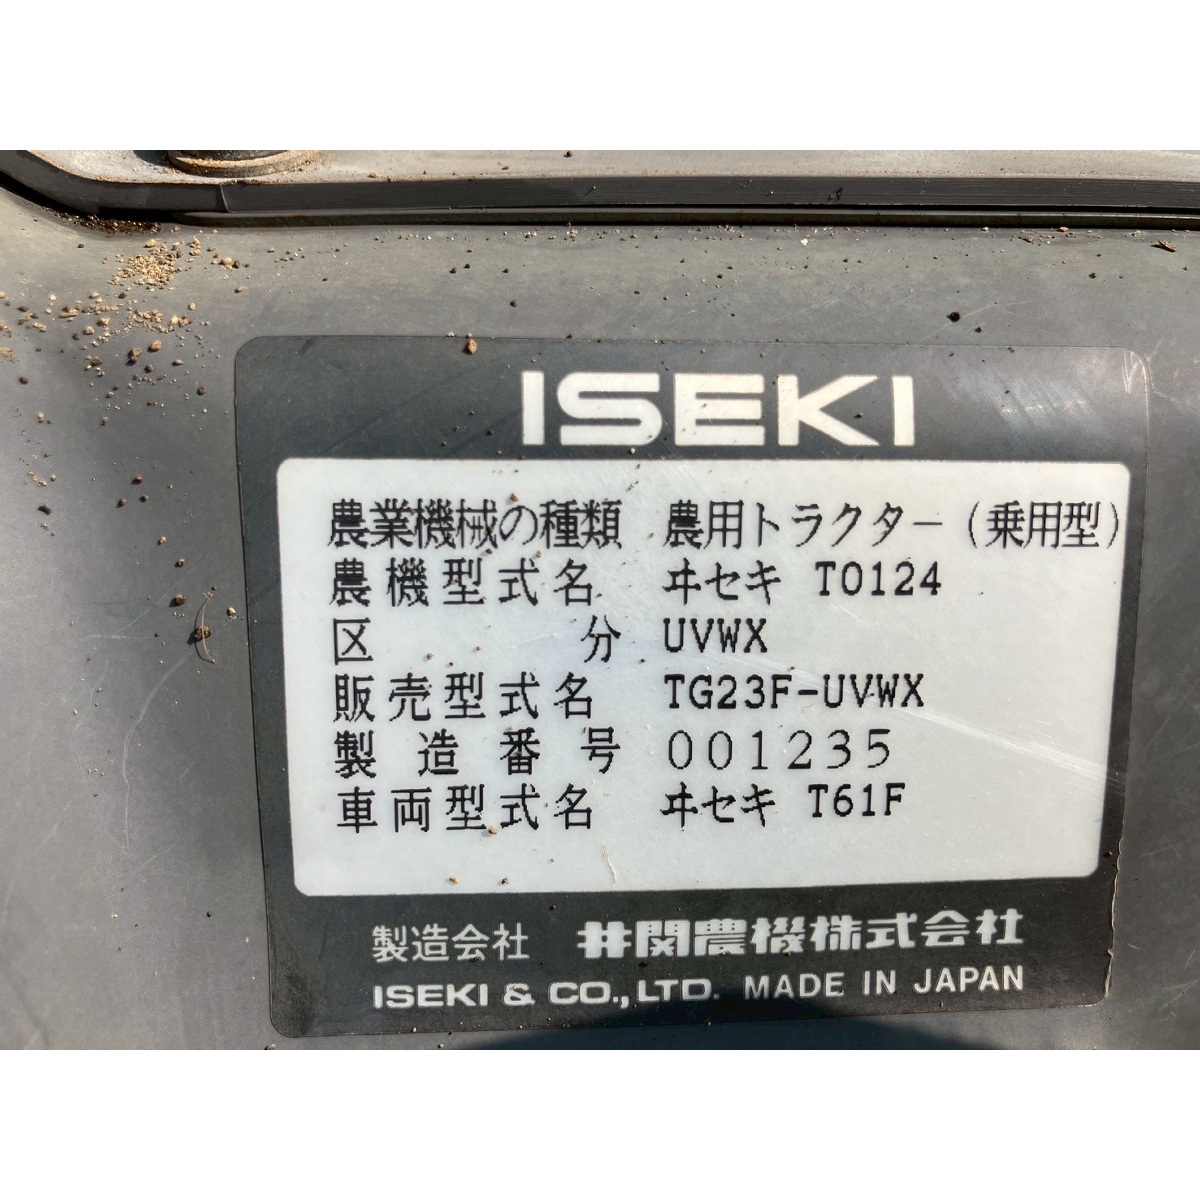 ISEKI
農業機械の種類 農用トラクター(乗用型)
農機型式名 ヰセキ T0124
区分 UVWX
販売型式名 TG23F-UVWX
製造番号 001235
車両型式名 ヰセキ T61F
製造会社 井関農機株式会社
ISEKI & CO.,LTD. MADE IN JAPAN